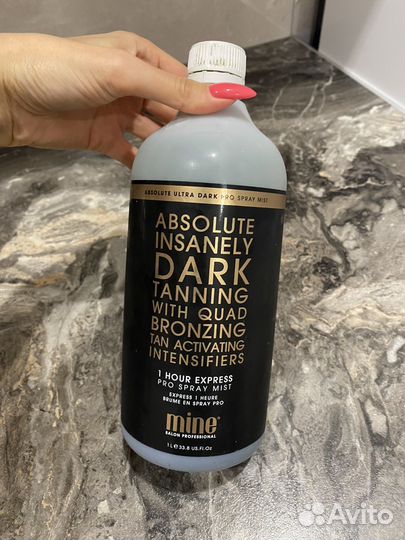 ABSOLUTE ULTRA DARK PRO SPRAY MIST
ABSOLUTE
INSANELY
DARK
TANNING
WITH QUAD
BRONZING
TAN ACTIVATING
INTENSIFIERS
1 HOUR EXPRESS
PRO SPRAY MIST
EXPRESS 1 HEURE
BRUME EN SPRAY PRO
mine
SALON PROFESSIONAL
1 L ℮ 33.8 US.Fl.Oz
Avito